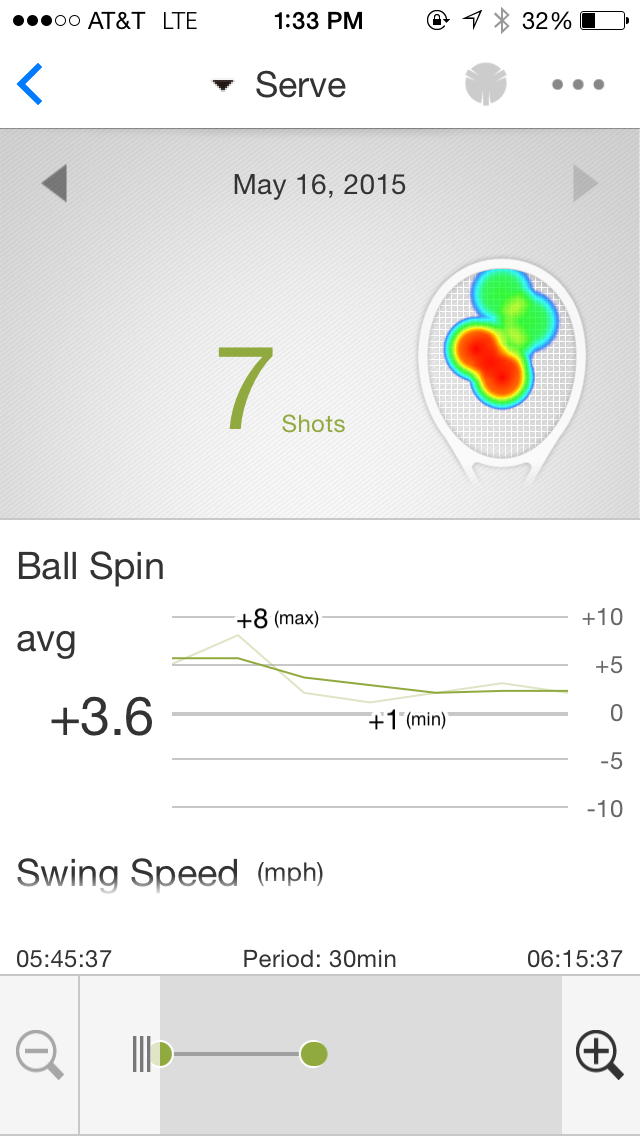 AT&T LTE 1:33 PM 32%
Serve
May 16, 2015
7 Shots
Ball Spin
+8 (max)
+10
avg
+5
+3.6
0
+1 (min)
-5
-10
Swing Speed (mph)
05:45:37 Period: 30min 06:15:37